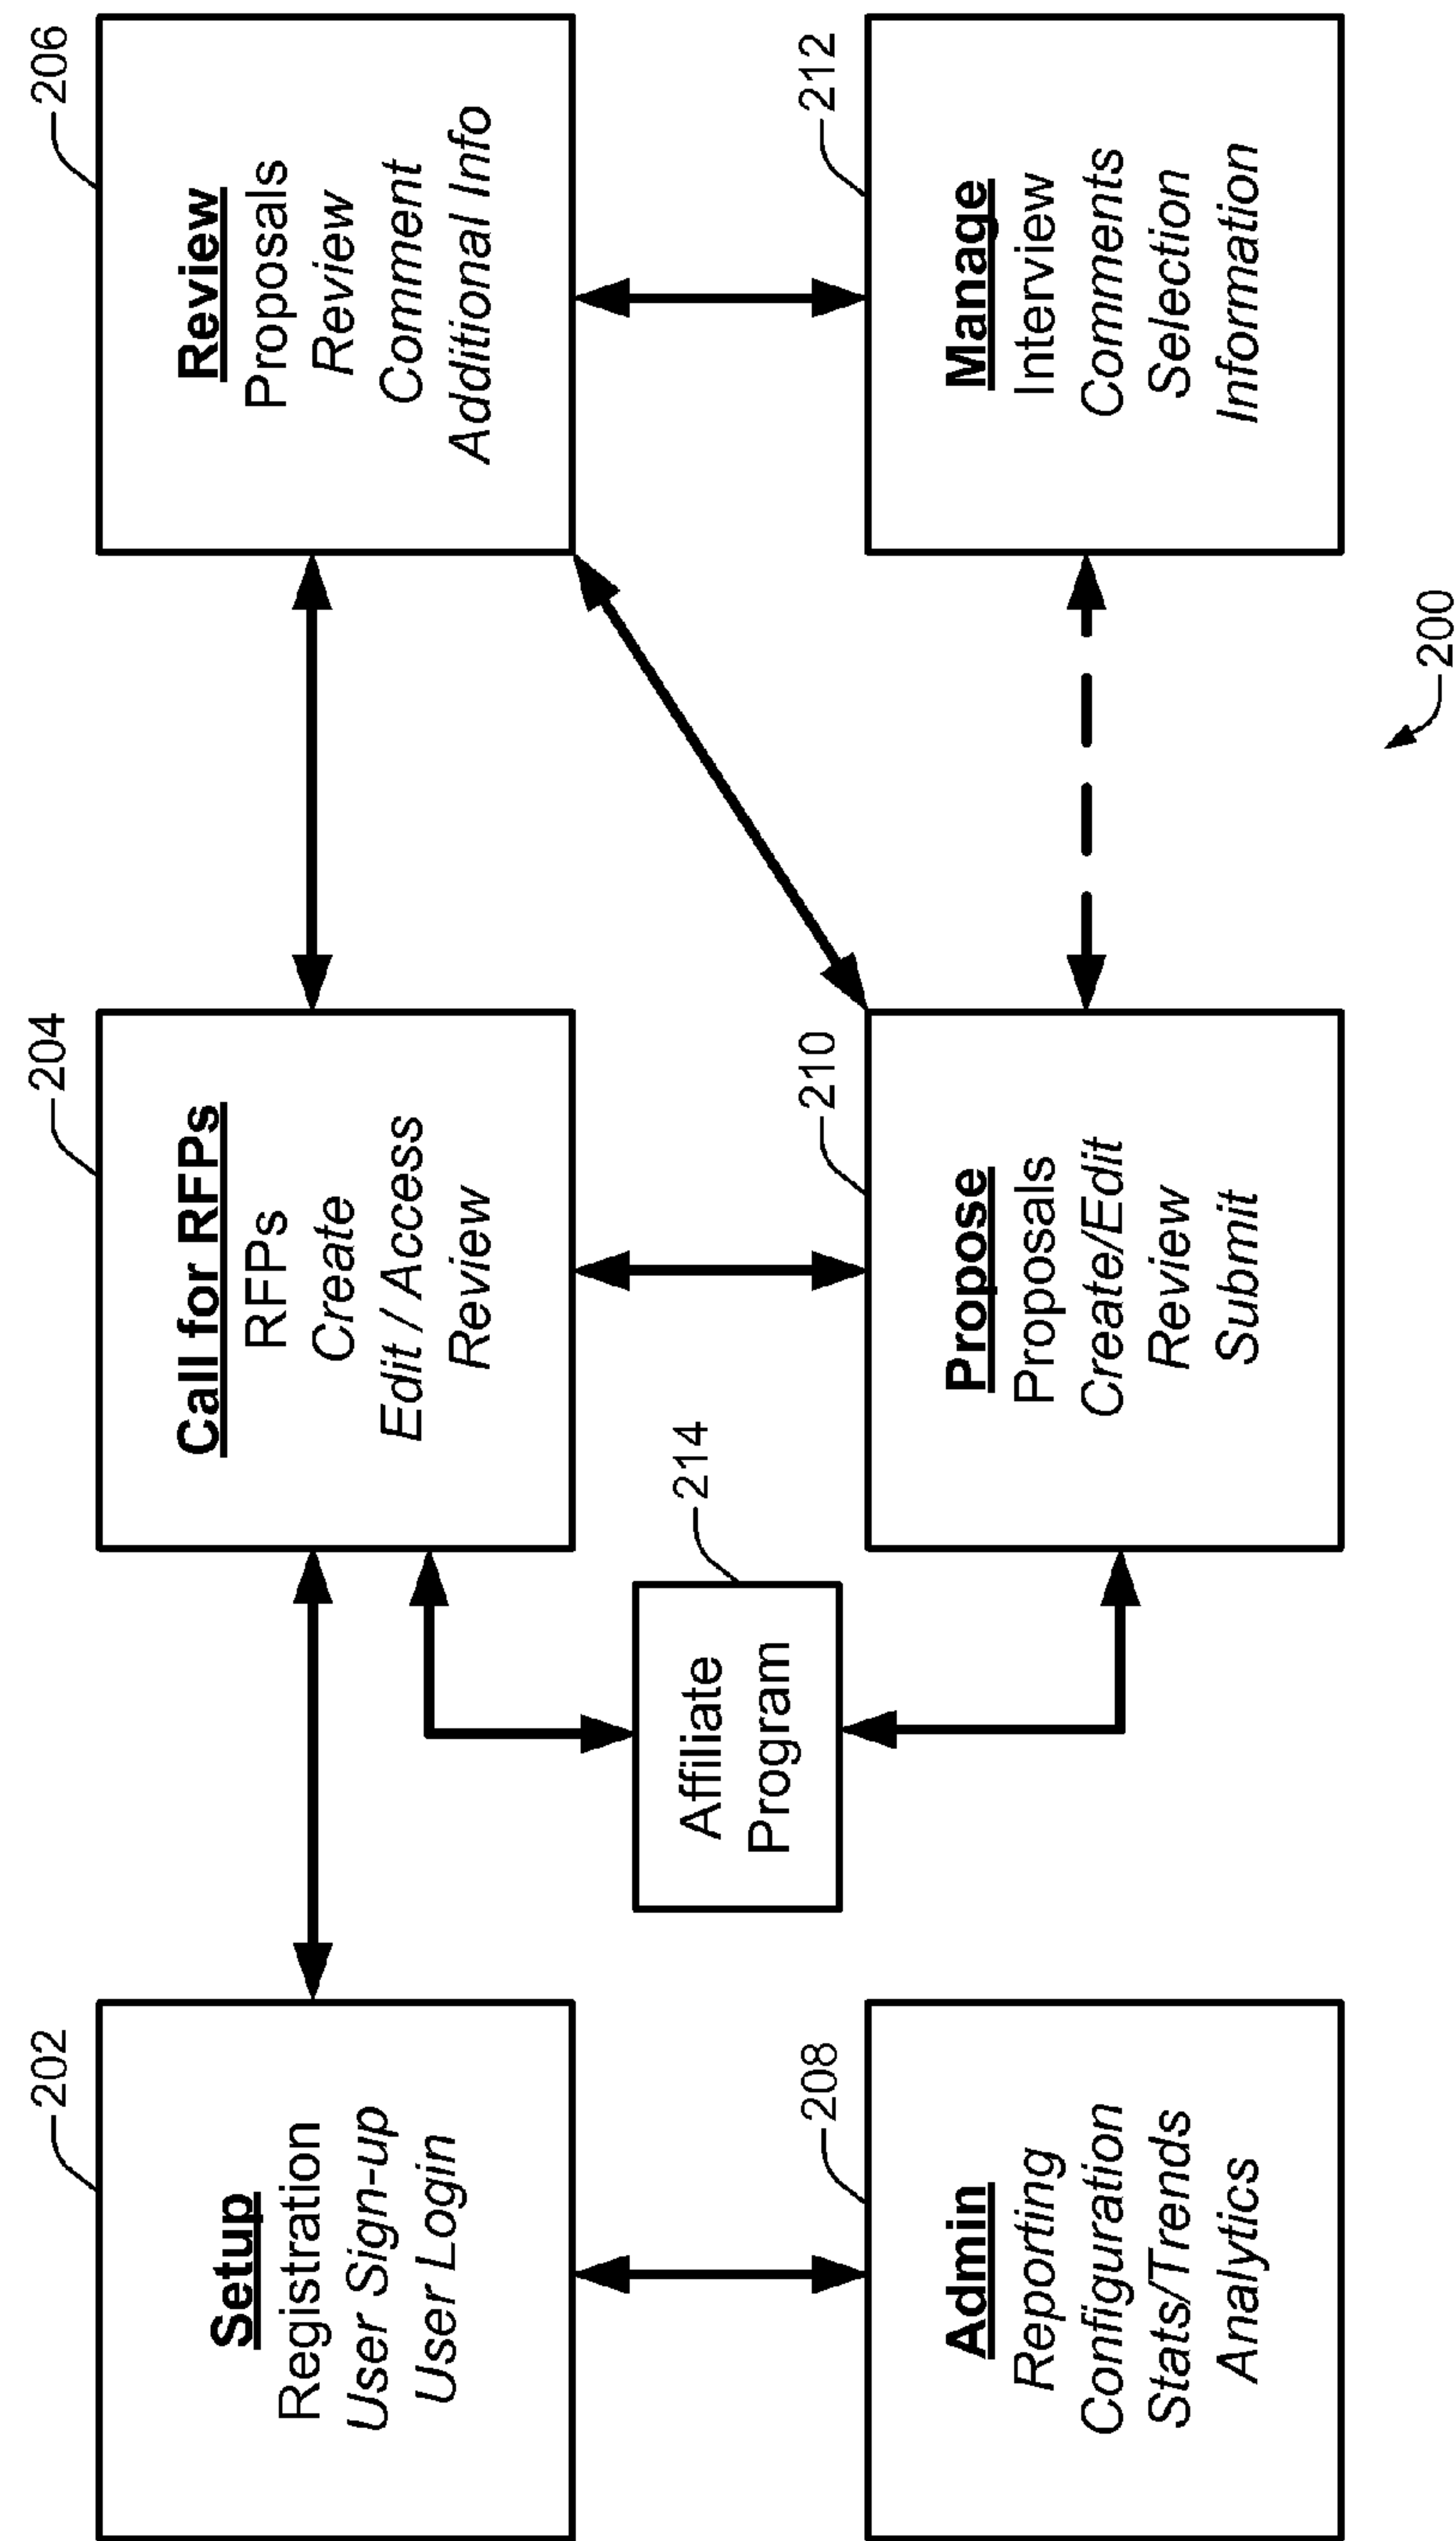 202
Setup
Registration
User Sign-up
User Login
204
Call for RFPs
RFPs
Create
Edit / Access
Review
206
Review
Proposals
Review
Comment
Additional Info
214
Affiliate
Program
208
Admin
Reporting
Configuration
Stats/Trends
Analytics
210
Propose
Proposals
Create/Edit
Review
Submit
212
Manage
Interview
Comments
Selection
Information
200